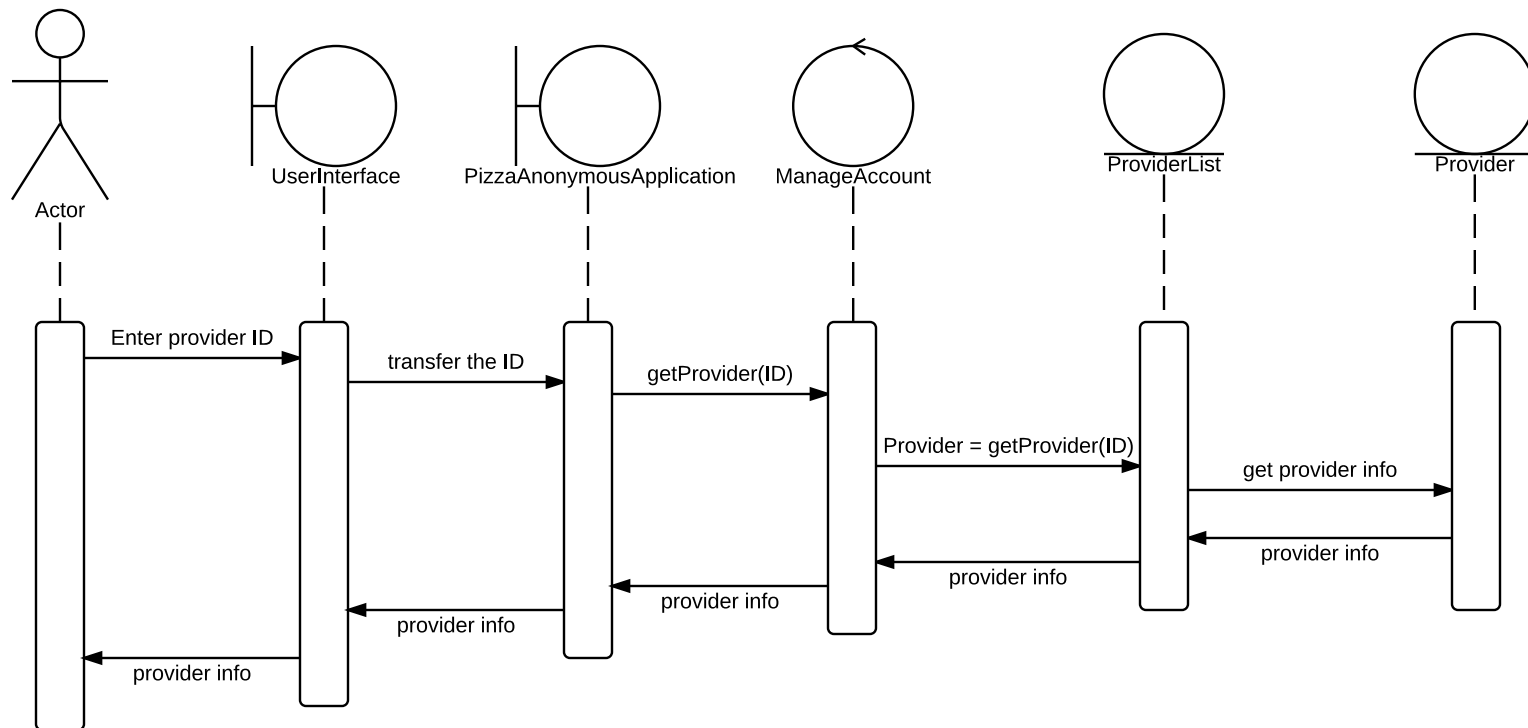 Actor
UserInterface
PizzaAnonymousApplication
ManageAccount
ProviderList
Provider
Enter provider ID
transfer the ID
getProvider(ID)
Provider = getProvider(ID)
get provider info
provider info
provider info
provider info
provider info
provider info